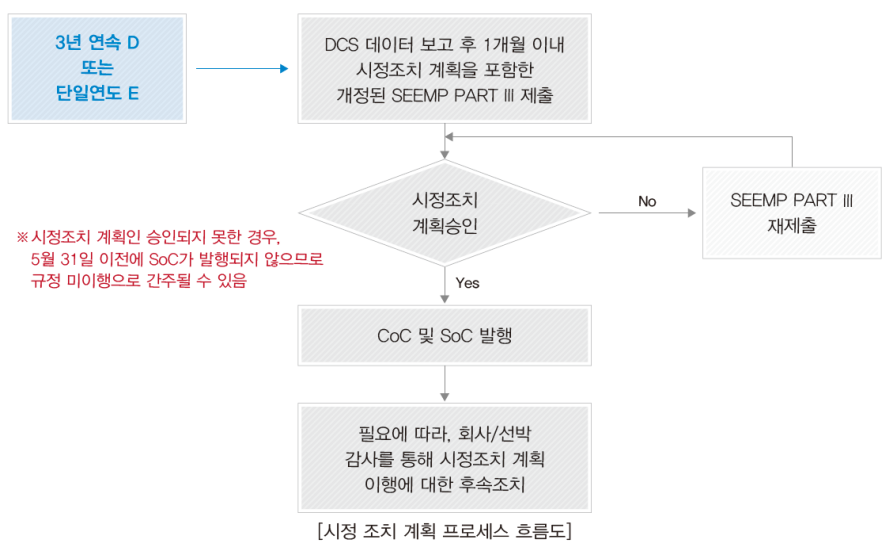 3년 연속 D
또는
단일연도 E
DCS 데이터 보고 후 1개월 이내
시정조치 계획을 포함한
개정된 SEEMP PART Ⅲ 제출
시정조치
계획승인
No
SEEMP PART Ⅲ
재제출
※시정조치 계획인 승인되지 못한 경우,
5월 31일 이전에 SoC가 발행되지 않으므로
규정 미이행으로 간주될 수 있음
Yes
CoC 및 SoC 발행
필요에 따라, 회사/선박
감사를 통해 시정조치 계획
이행에 대한 후속조치
[시정 조치 계획 프로세스 흐름도]